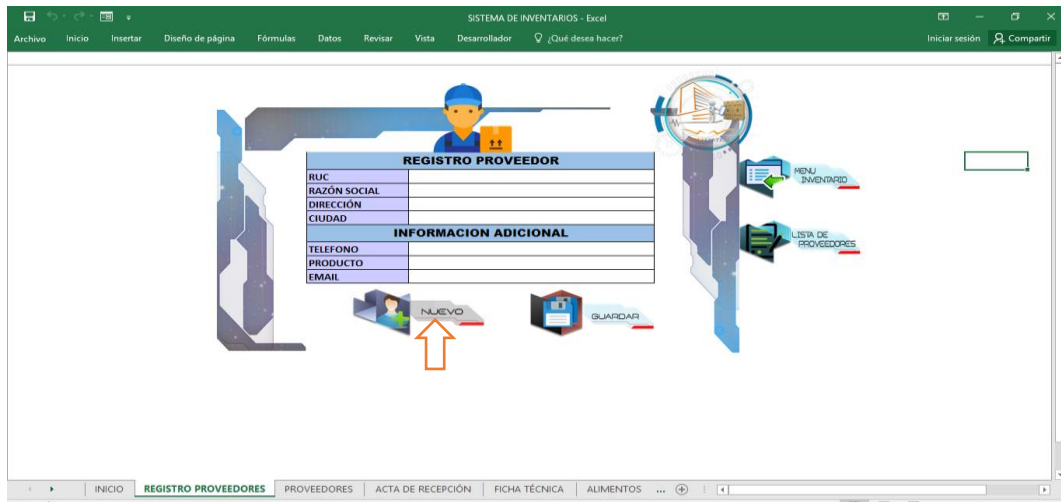 SISTEMA DE INVENTARIOS - Excel
Archivo Inicio Insertar Diseño de página Fórmulas Datos Revisar Vista Desarrollador ¿Qué desea hacer? Iniciar sesión Compartir
REGISTRO PROVEEDOR
RUC
RAZÓN SOCIAL
DIRECCIÓN
CIUDAD
INFORMACION ADICIONAL
TELEFONO
PRODUCTO
EMAIL
MENU
INVENTARIO
LISTA DE
PROVEEDORES
NUEVO
GUARDAR
INICIO REGISTRO PROVEEDORES PROVEEDORES ACTA DE RECEPCIÓN FICHA TÉCNICA ALIMENTOS ...